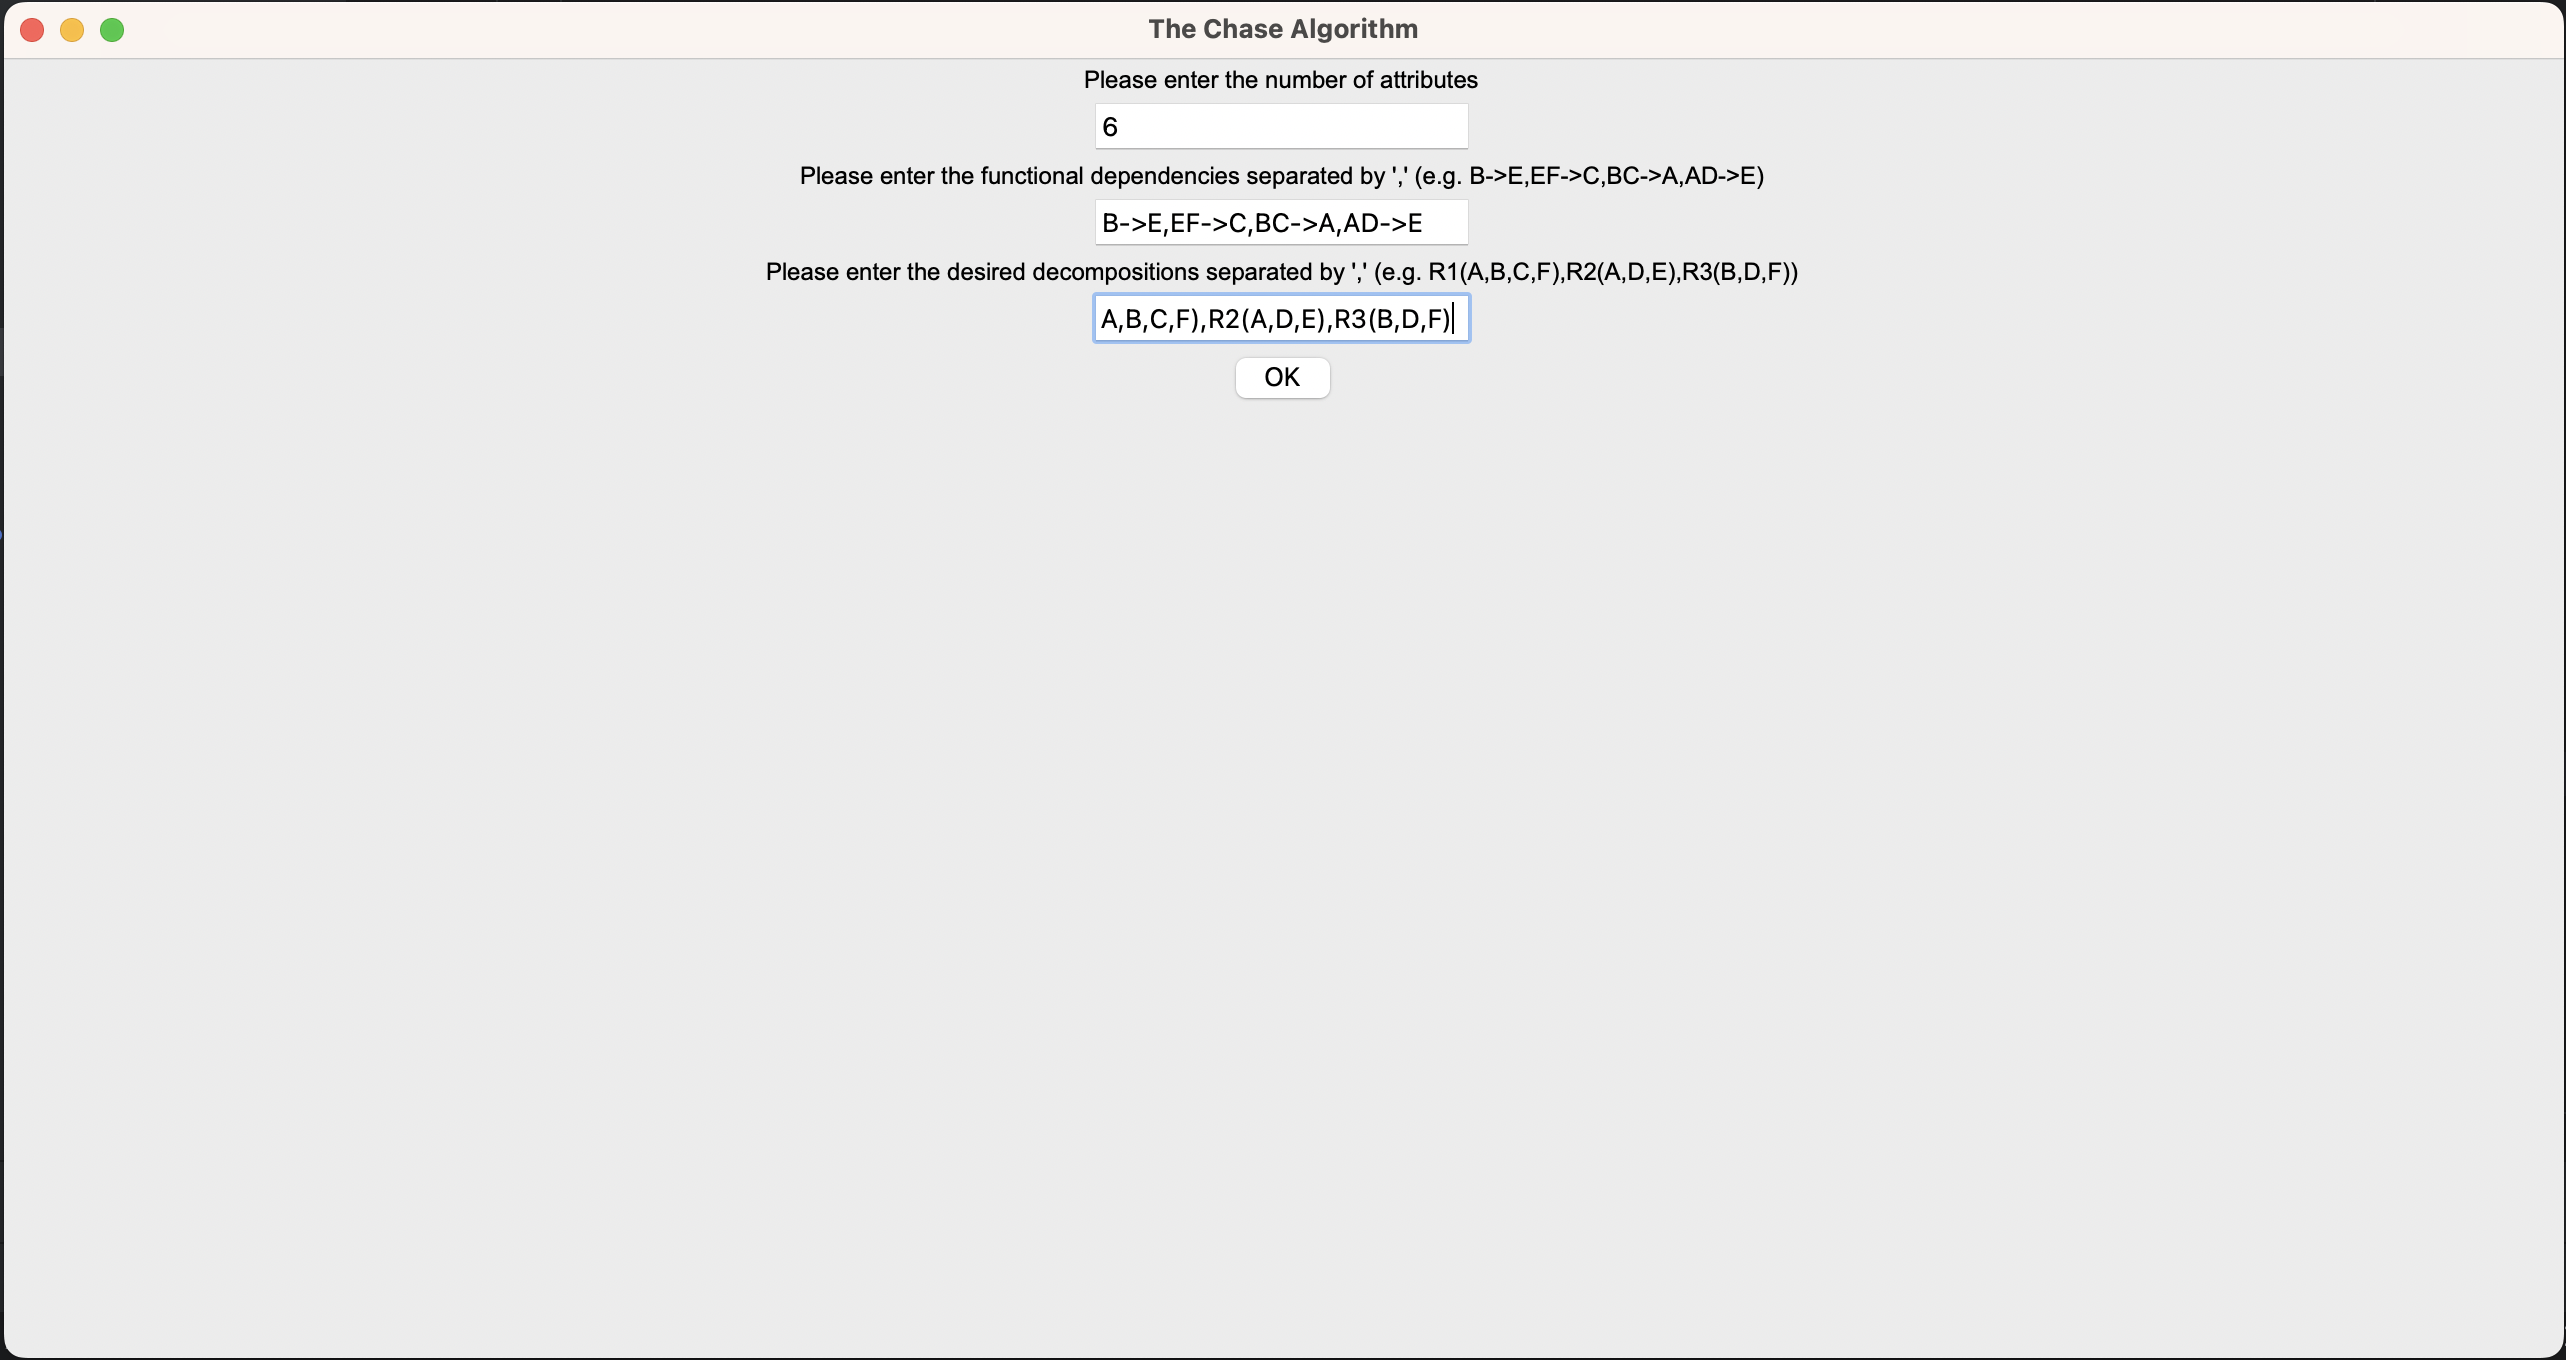 The Chase Algorithm
Please enter the number of attributes
6
Please enter the functional dependencies separated by ',' (e.g. B->E,EF->C,BC->A,AD->E)
B->E,EF->C,BC->A,AD->E
Please enter the desired decompositions separated by ',' (e.g. R1(A,B,C,F),R2(A,D,E),R3(B,D,F))
A,B,C,F),R2(A,D,E),R3(B,D,F)
OK